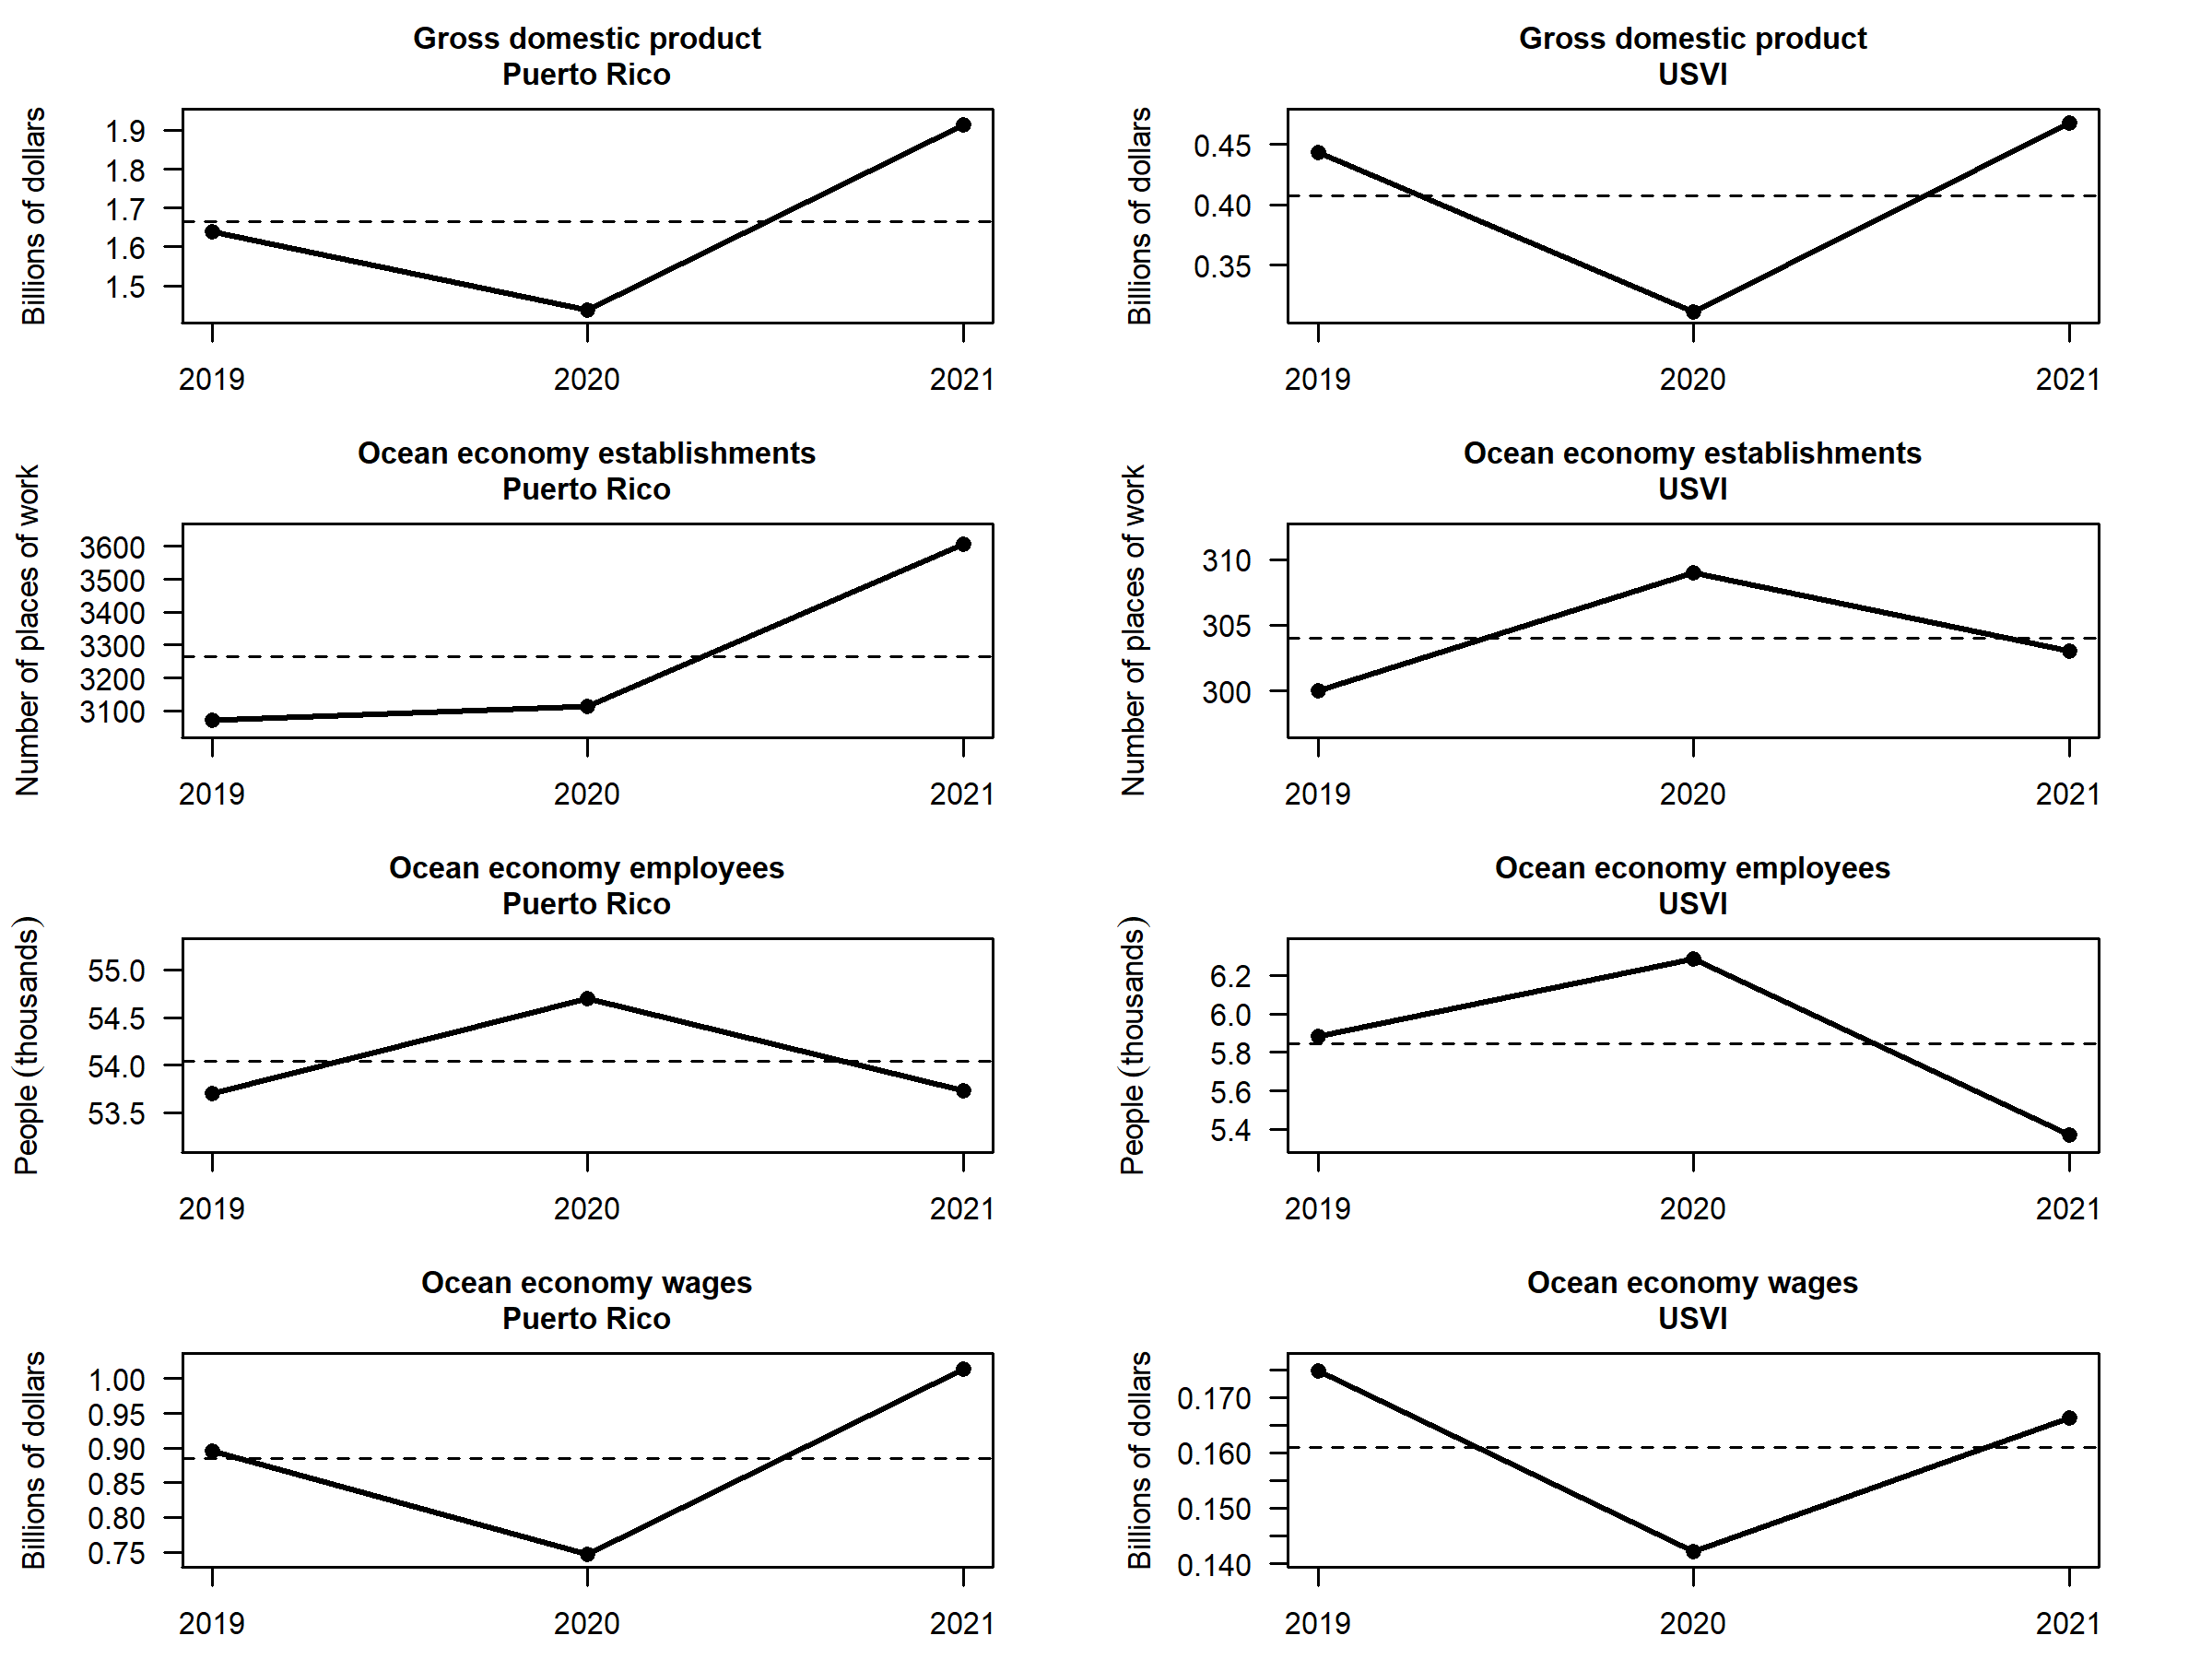 Gross domestic product
Puerto Rico
Billions of dollars
1.9
1.8
1.7
1.6
1.5
2019 2020 2021
Gross domestic product
USVI
Billions of dollars
0.45
0.40
0.35
2019 2020 2021
Ocean economy establishments
Puerto Rico
Number of places of work
3600
3500
3400
3300
3200
3100
2019 2020 2021
Ocean economy establishments
USVI
Number of places of work
310
305
300
2019 2020 2021
Ocean economy employees
Puerto Rico
People (thousands)
55.0
54.5
54.0
53.5
2019 2020 2021
Ocean economy employees
USVI
People (thousands)
6.2
6.0
5.8
5.6
5.4
2019 2020 2021
Ocean economy wages
Puerto Rico
Billions of dollars
1.00
0.95
0.90
0.85
0.80
0.75
2019 2020 2021
Ocean economy wages
USVI
Billions of dollars
0.170
0.160
0.150
0.140
2019 2020 2021